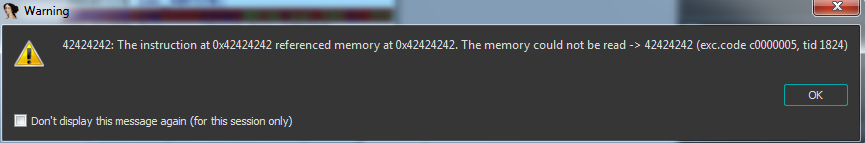 Warning
42424242: The instruction at 0x42424242 referenced memory at 0x42424242. The memory could not be read -> 42424242 (exc.code c0000005, tid 1824)
OK
Don't display this message again (for this session only)